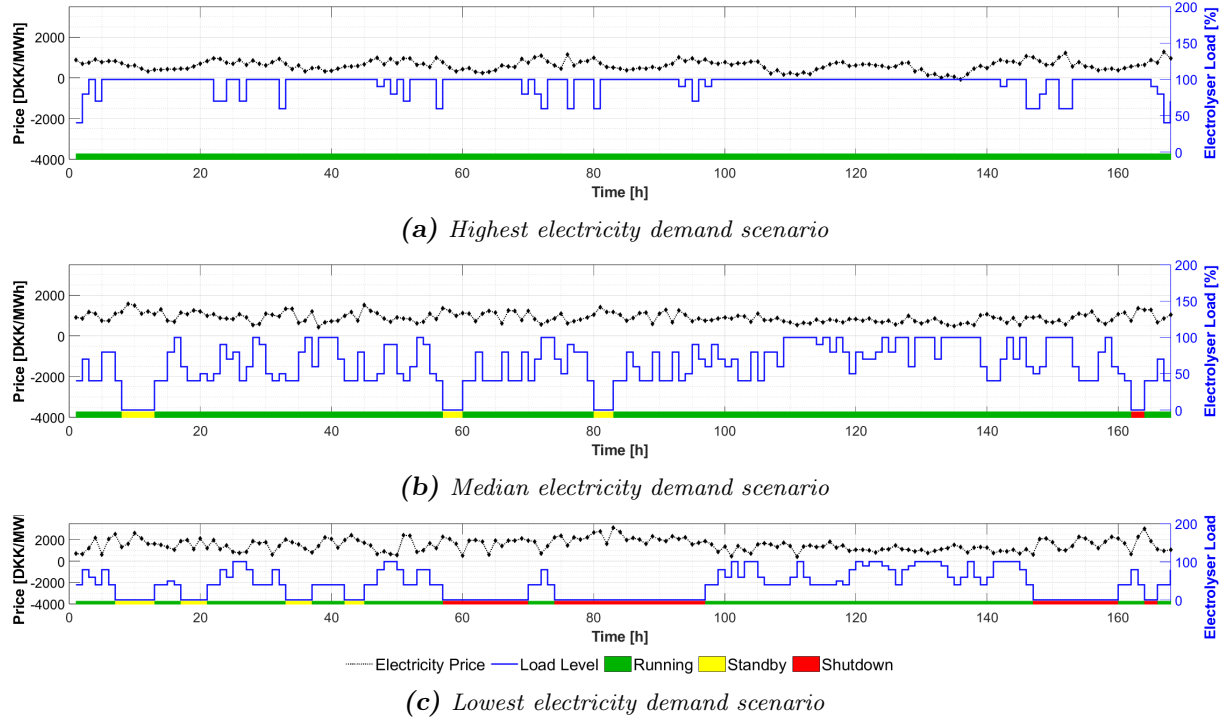 200
2000
150
0
100
-2000
50
-4000
0
Price [DKK/MWh]
Electrolyser Load [%]
0 20 40 60 80 100 120 140 160
Time [h]
(a) Highest electricity demand scenario
200
2000
150
0
100
-2000
50
-4000
0
Price [DKK/MWh]
Electrolyser Load [%]
0 20 40 60 80 100 120 140 160
Time [h]
(b) Median electricity demand scenario
200
2000
0
100
-2000
-4000
0
Price [DKK/MW
Electrolyser Load
0 20 40 60 80 100 120 140 160
Time [h]
Electricity Price Load Level Running Standby Shutdown
(c) Lowest electricity demand scenario